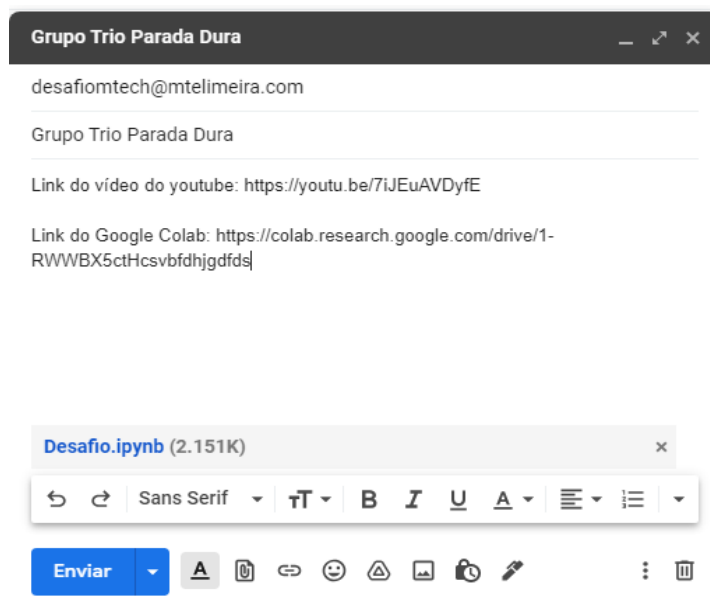 Grupo Trio Parada Dura
desafiomtech@mtelimeira.com
Grupo Trio Parada Dura
Link do vídeo do youtube: https://youtu.be/7iJEuAVDyfE
Link do Google Colab: https://colab.research.google.com/drive/1-
RWWBX5ctHcsvbfdhjgdfds
Desafio.ipynb (2.151K)
Sans Serif
Enviar